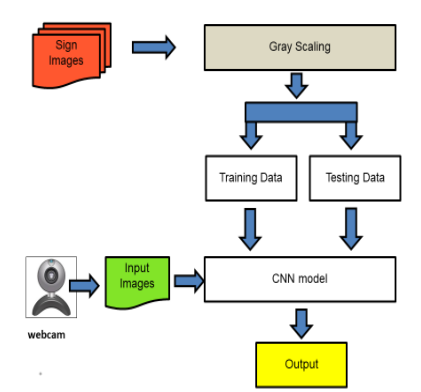 Sign
Images
Gray Scaling
Training Data
Testing Data
Input
Images
CNN model
webcam
Output